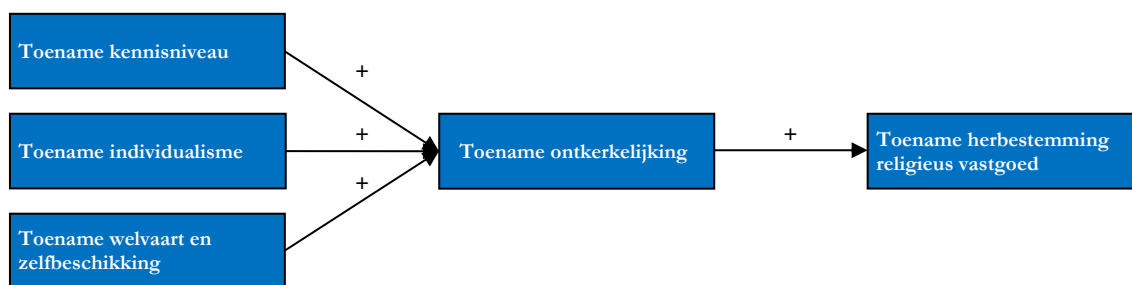 Toename kennisniveau
+
Toename individualisme
+
+
Toename welvaart en
zelfbeschikking
Toename ontkerkelijking
+
Toename herbestemming
religieus vastgoed